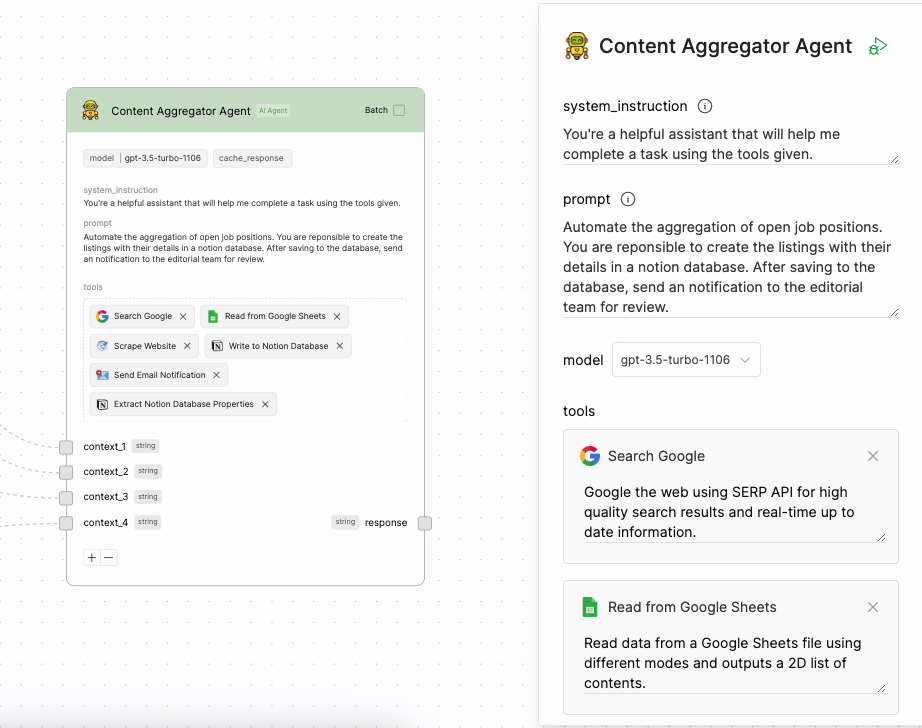 Content Aggregator Agent AI Agent Batch
model gpt-3.5-turbo-1106 cache_response
system_instruction
You're a helpful assistant that will help me complete a task using the tools given.
prompt
Automate the aggregation of open job positions. You are reponsible to create the
listings with their details in a notion database. After saving to the database, send
an notification to the editorial team for review.
tools
Search Google
Read from Google Sheets
Scrape Website
Write to Notion Database
Send Email Notification
Extract Notion Database Properties
context_1 string
context_2 string
context_3 string
context_4 string
string response
Content Aggregator Agent
system_instruction
You're a helpful assistant that will help me
complete a task using the tools given.
prompt
Automate the aggregation of open job positions.
You are reponsible to create the listings with their
details in a notion database. After saving to the
database, send an notification to the editorial
team for review.
model gpt-3.5-turbo-1106
tools
Search Google
Google the web using SERP API for high
quality search results and real-time up to
date information.
Read from Google Sheets
Read data from a Google Sheets file using
different modes and outputs a 2D list of
contents.